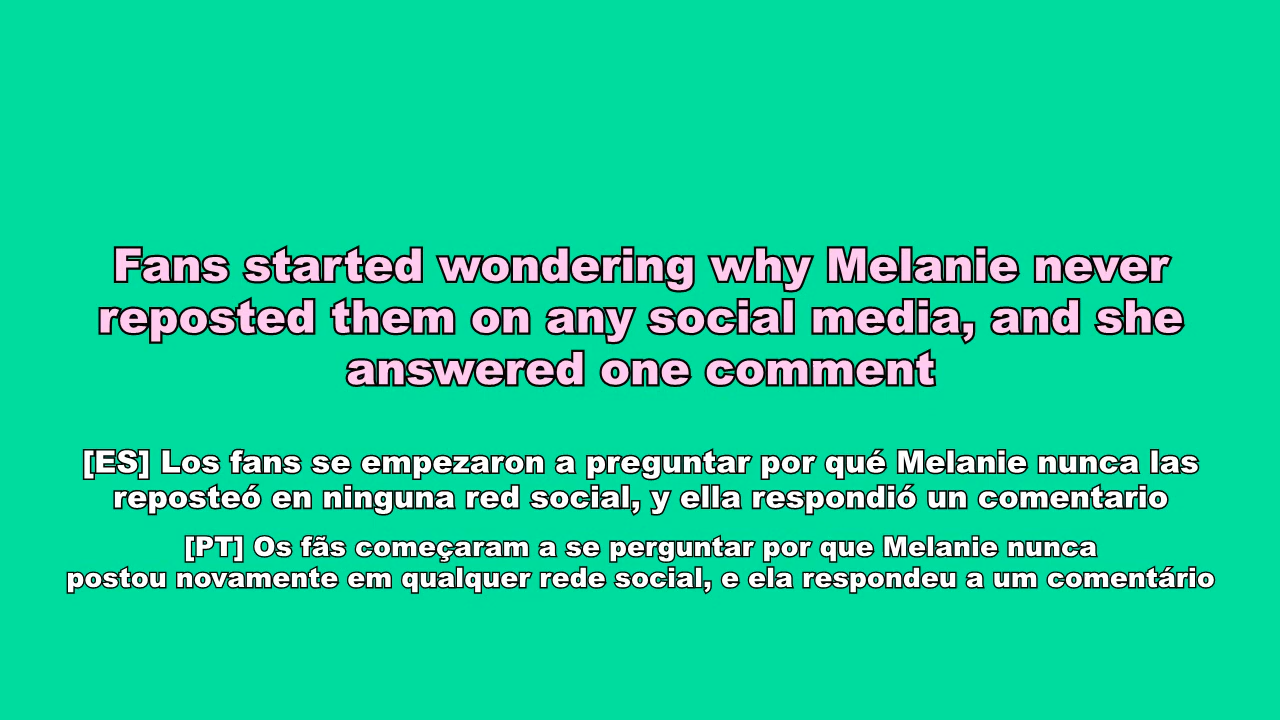 Fans started wondering why Melanie never
reposted them on any social media, and she
answered one comment
[ES] Los fans se empezaron a preguntar por qué Melanie nunca las
reposteó en ninguna red social, y ella respondió un comentario
[PT] Os fãs começaram a se perguntar por que Melanie nunca
postou novamente em qualquer rede social, e ela respondeu a um comentário